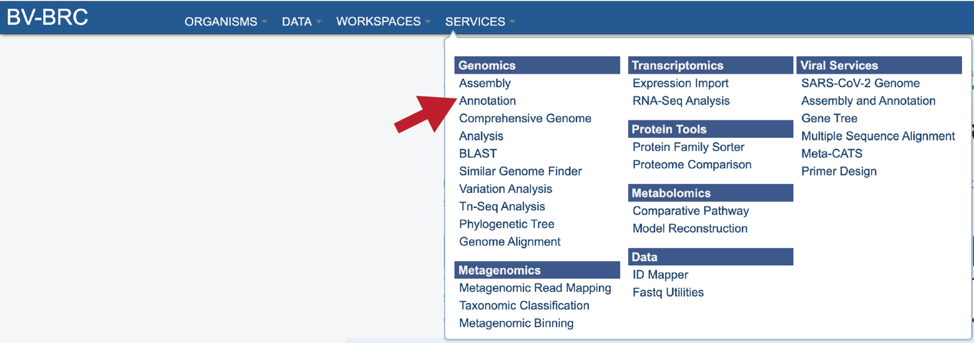 BV-BRC
ORGANISMS DATA WORKSPACES SERVICES
Genomics
Assembly
Annotation
Comprehensive Genome
Analysis
BLAST
Similar Genome Finder
Variation Analysis
Tn-Seq Analysis
Phylogenetic Tree
Genome Alignment
Metagenomics
Metagenomic Read Mapping
Taxonomic Classification
Metagenomic Binning
Transcriptomics
Expression Import
RNA-Seq Analysis
Protein Tools
Protein Family Sorter
Proteome Comparison
Metabolomics
Comparative Pathway
Model Reconstruction
Data
ID Mapper
Fastq Utilities
Viral Services
SARS-CoV-2 Genome
Assembly and Annotation
Gene Tree
Multiple Sequence Alignment
Meta-CATS
Primer Design